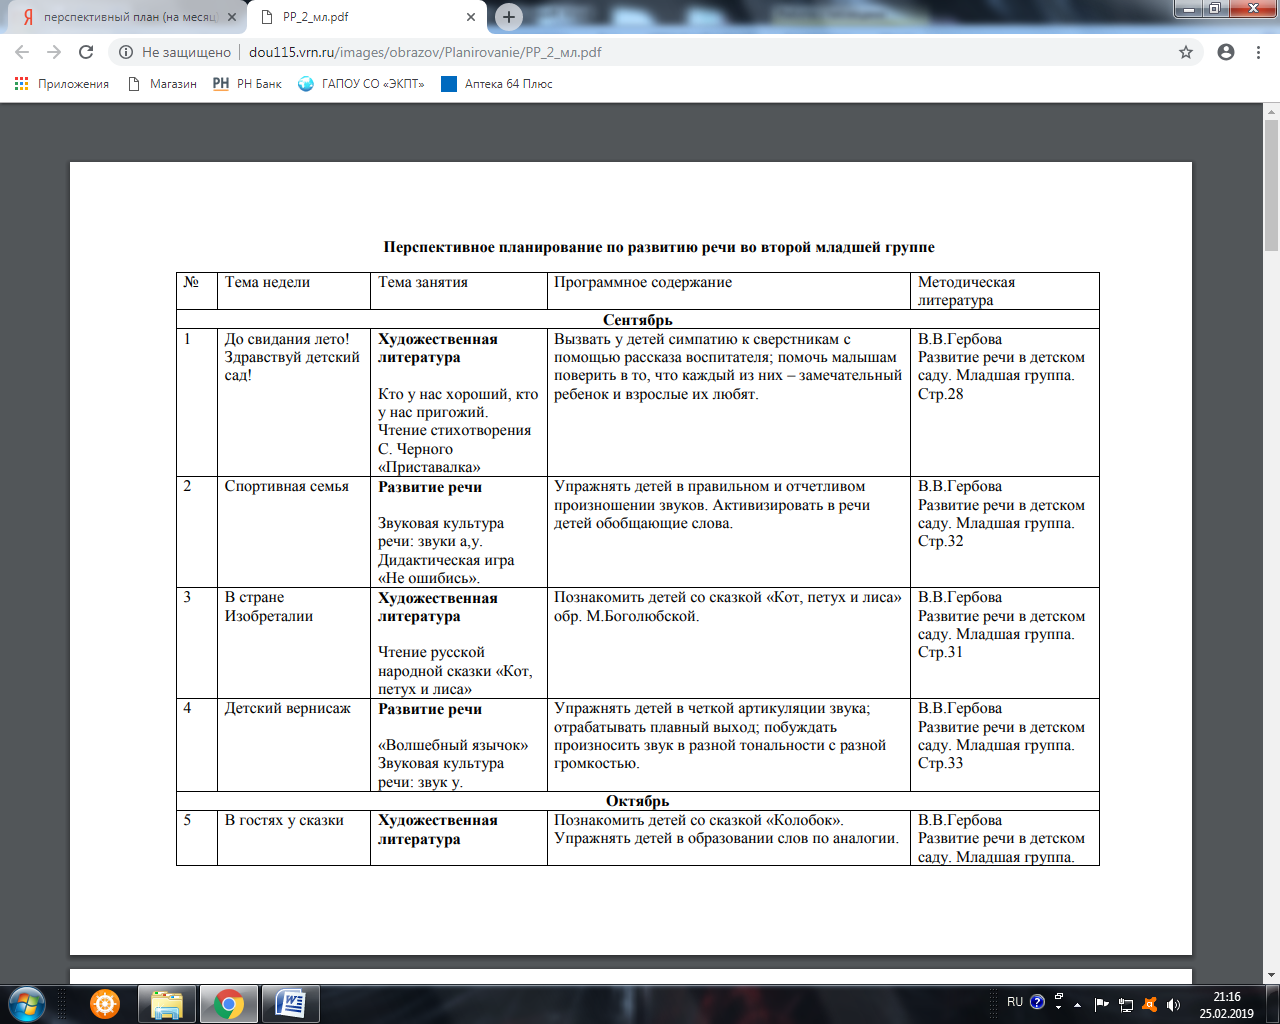 перспективный план (на месяц)
PP_2_мл.pdf
Не защищено | dou115.vrn.ru/images/obrazov/Planirovanie/PP_2_мл.pdf
Приложения
Магазин
РН Банк
ГАПОУ СО «ЭКПТ»
Аптека 64 Плюс
Перспективное планирование по развитию речи во второй младшей группе
№
Тема недели
Тема занятия
Программное содержание
Методическая
литература
Сентябрь
1
До свидания лето!
Здравствуй детский
сад!
Художественная
литература
Кто у нас хороший, кто
у нас пригожий.
Чтение стихотворения
С. Черного
«Приставалка»
Вызвать у детей симпатию к сверстникам с
помощью рассказа воспитателя; помочь малышам
поверить в то, что каждый из них – замечательный
ребенок и взрослые их любят.
В.В.Гербова
Развитие речи в детском
саду. Младшая группа.
Стр.28
2
Спортивная семья
Развитие речи
Звуковая культура
речи: звуки а,у.
Дидактическая игра
«Не ошибись».
Упражнять детей в правильном и отчетливом
произношении звуков. Активизировать в речи
детей обобщающие слова.
В.В.Гербова
Развитие речи в детском
саду. Младшая группа.
Стр.32
3
В стране
Изобреталии
Художественная
литература
Чтение русской
народной сказки «Кот,
петух и лиса»
Познакомить детей со сказкой «Кот, петух и лиса»
обр. М.Боголюбской.
В.В.Гербова
Развитие речи в детском
саду. Младшая группа.
Стр.31
4
Детский вернисаж
Развитие речи
«Волшебный язычок»
Звуковая культура
речи: звук у.
Упражнять детей в четкой артикуляции звука;
отрабатывать плавный выход; побуждать
произносить звук в разной тональности с разной
громкостью.
В.В.Гербова
Развитие речи в детском
саду. Младшая группа.
Стр.33
Октябрь
5
В гостях у сказки
Художественная
литература
Познакомить детей со сказкой «Колобок».
Упражнять детей в образовании слов по аналогии.
В.В.Гербова
Развитие речи в детском
саду. Младшая группа.
RU
21:16
25.02.2019